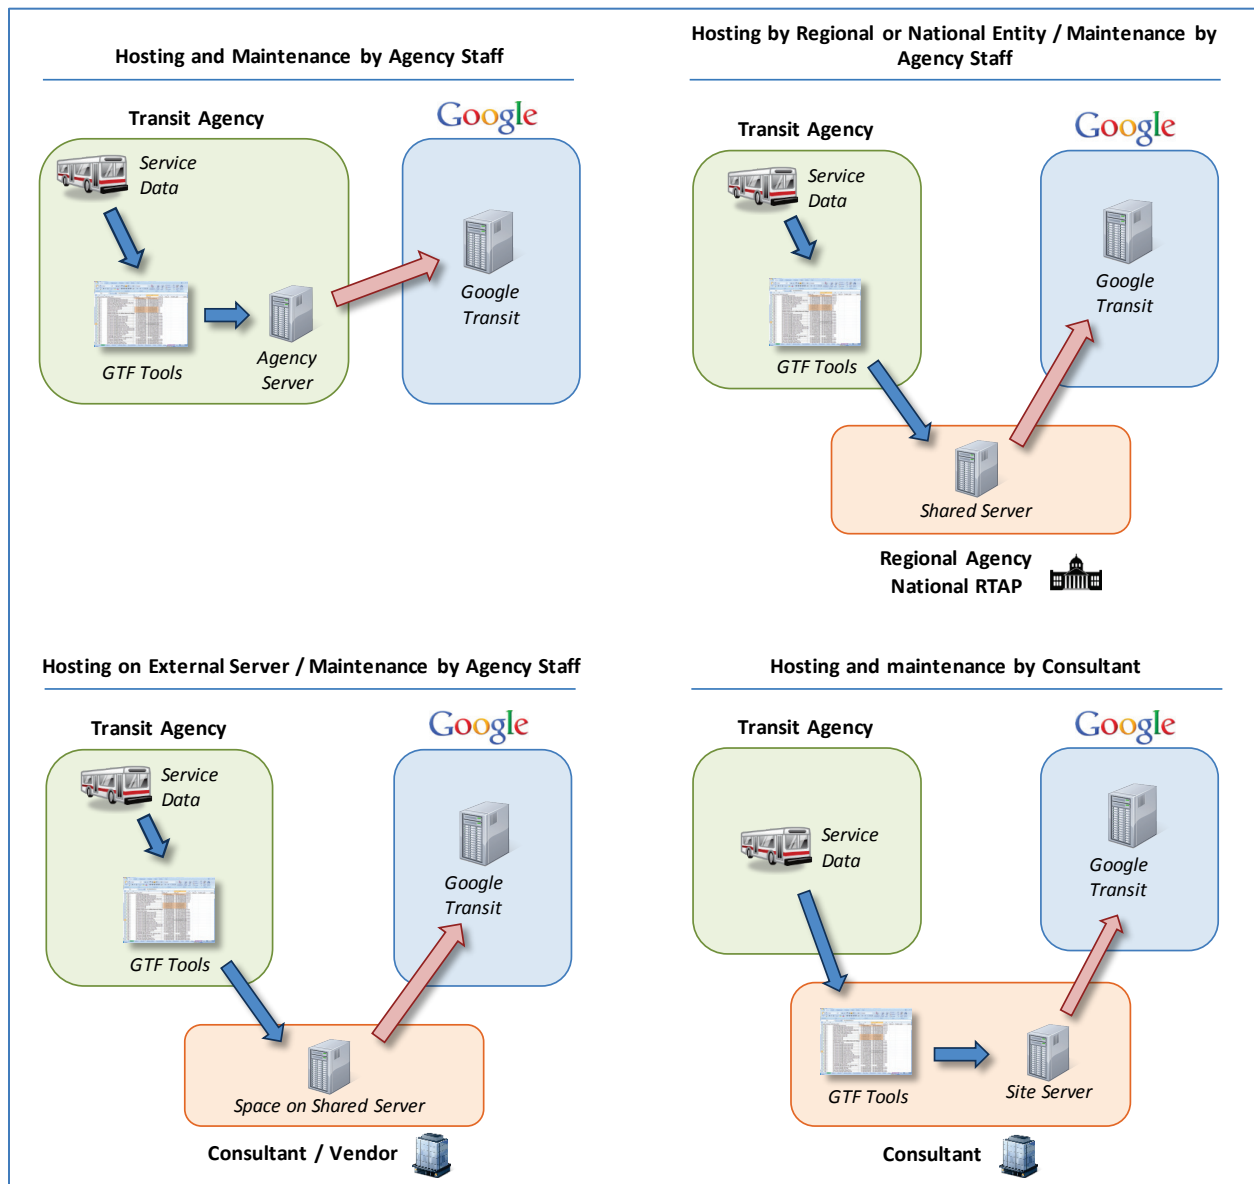 Hosting and Maintenance by Agency Staff
Transit Agency
Google
Service
Data
GTF Tools
Agency
Server
Google
Transit
Hosting by Regional or National Entity / Maintenance by
Agency Staff
Transit Agency
Google
Service
Data
GTF Tools
Google
Transit
Shared Server
Regional Agency
National RTAP
Hosting on External Server / Maintenance by Agency Staff
Transit Agency
Google
Service
Data
GTF Tools
Google
Transit
Space on Shared Server
Consultant / Vendor
Hosting and maintenance by Consultant
Transit Agency
Google
Service
Data
Google
Transit
GTF Tools
Site Server
Consultant